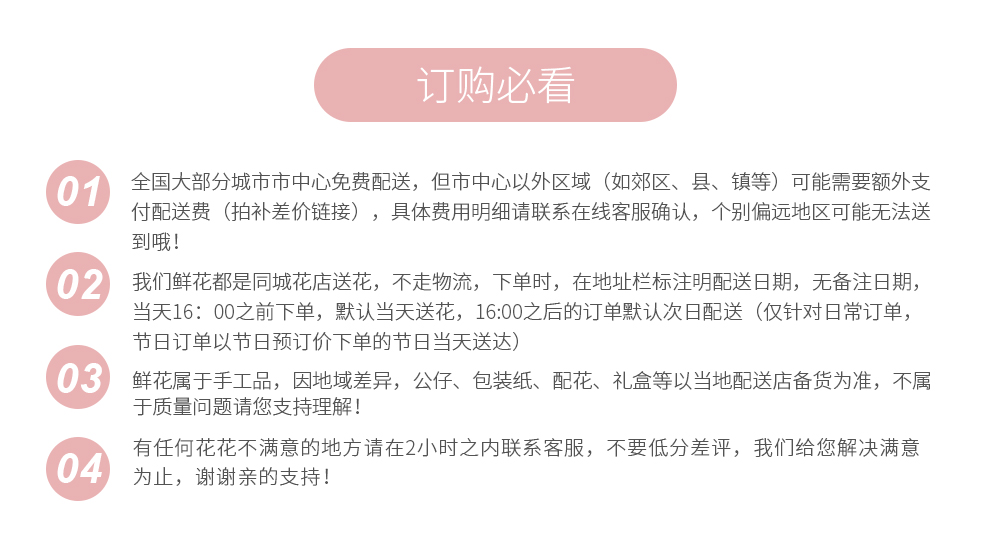 订购必看
01
全国大部分城市市中心免费配送，但市中心以外区域（如郊区、县、镇等）可能需要额外支
付配送费（拍补差价链接），具体费用明细请联系在线客服确认，个别偏远地区可能无法送
到哦！
02
我们鲜花都是同城花店送花，不走物流，下单时，在地址栏标注明配送日期，无备注日期，
当天16：00之前下单，默认当天送花，16:00之后的订单默认次日配送（仅针对日常订单，
节日订单以节日预订价下单的节日当天送达）
03
鲜花属于手工品，因地域差异，公仔、包装纸、配花、礼盒等以当地配送店备货为准，不属
于质量问题请您支持理解！
04
有任何花花不满意的地方请在2小时之内联系客服，不要低分差评，我们给您解决满意
为止，谢谢亲的支持！